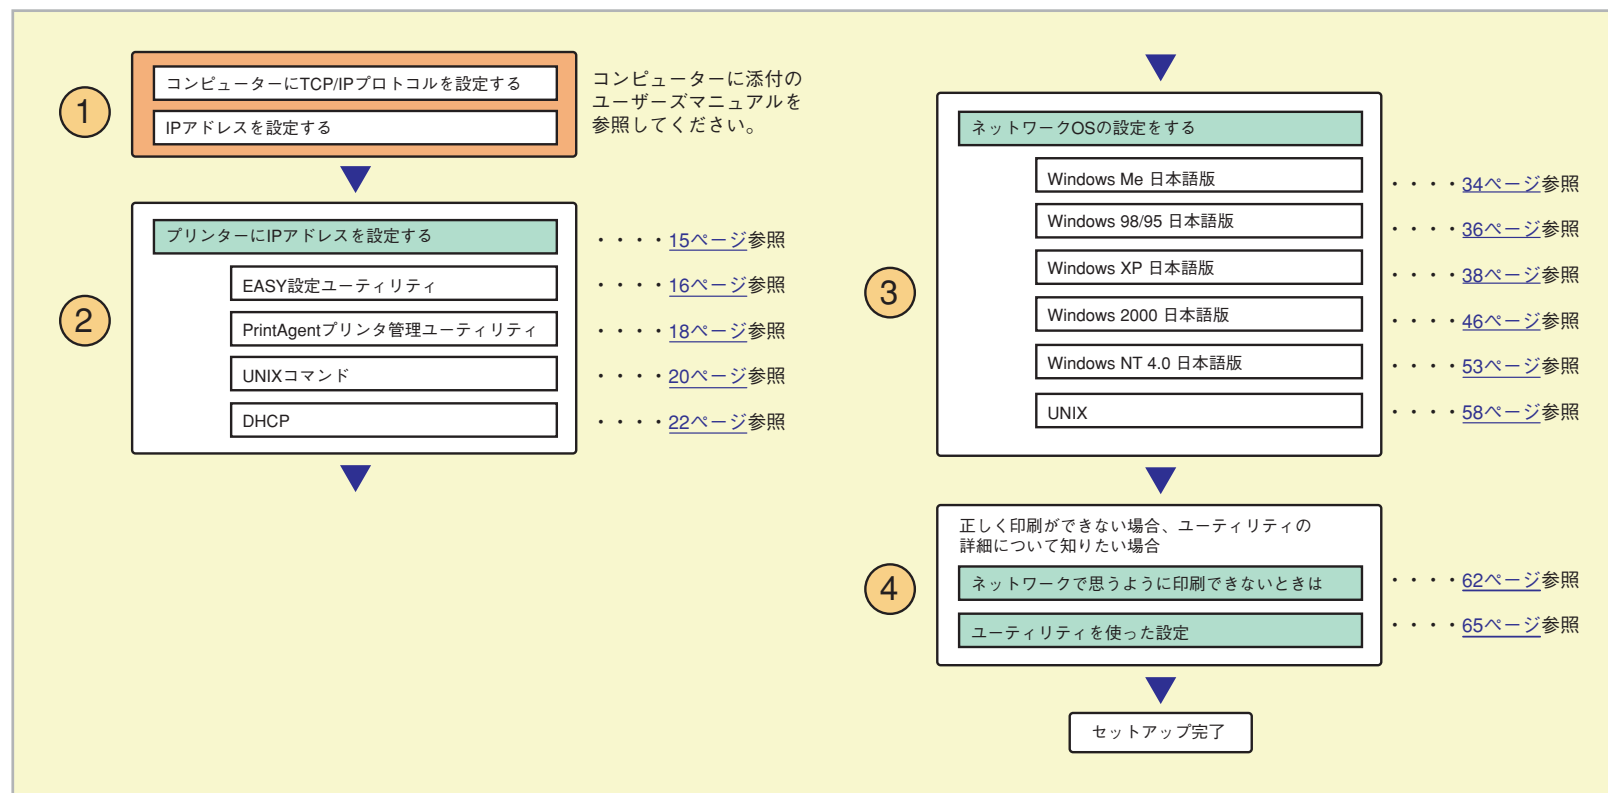 1
コンピューターにTCP/IPプロトコルを設定する
IPアドレスを設定する
コンピューターに添付の
ユーザーズマニュアルを
参照してください。
2
プリンターにIPアドレスを設定する
・・・・15ページ参照
EASY設定ユーティリティ
・・・・16ページ参照
PrintAgentプリンタ管理ユーティリティ
・・・・18ページ参照
UNIXコマンド
・・・・20ページ参照
DHCP
・・・・22ページ参照
3
ネットワークOSの設定をする
Windows Me 日本語版
・・・・34ページ参照
Windows 98/95 日本語版
・・・・36ページ参照
Windows XP 日本語版
・・・・38ページ参照
Windows 2000 日本語版
・・・・46ページ参照
Windows NT 4.0 日本語版
・・・・53ページ参照
UNIX
・・・・58ページ参照
4
正しく印刷ができない場合、ユーティリティの
詳細について知りたい場合
ネットワークで思うように印刷できないときは
・・・・62ページ参照
ユーティリティを使った設定
・・・・65ページ参照
セットアップ完了